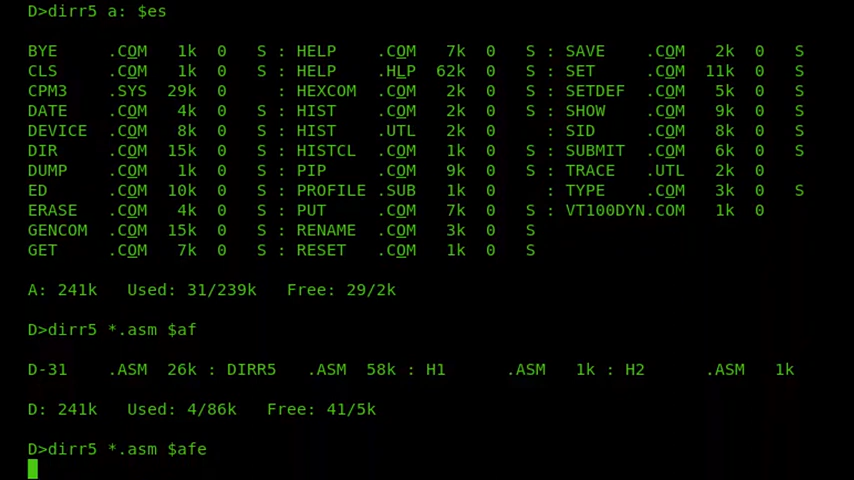 D>dirr5 a: $es
BYE     .COM   1k  0   S : HELP    .COM   7k  0   S : SAVE    .COM   2k  0   S
CLS     .COM   1k  0   S : HELP    .HLP  62k  0   S : SET     .COM  11k  0   S
CPM3    .SYS  29k  0     : HEXCOM  .COM   2k  0   S : SETDEF  .COM   5k  0   S
DATE    .COM   4k  0   S : HIST    .COM   2k  0   S : SHOW    .COM   9k  0   S
DEVICE  .COM   8k  0   S : HIST    .UTL   2k  0     : SID     .COM   8k  0   S
DIR     .COM  15k  0   S : HISTCL  .COM   1k  0   S : SUBMIT  .COM   6k  0   S
DUMP    .COM   1k  0   S : PIP     .COM   9k  0   S : TRACE   .UTL   2k  0
ED      .COM  10k  0   S : PROFILE .SUB   1k  0     : TYPE    .COM   3k  0   S
ERASE   .COM   4k  0   S : PUT     .COM   7k  0   S : VT100DYN.COM   1k  0
GENCOM  .COM  15k  0   S : RENAME  .COM   3k  0   S
GET     .COM   7k  0   S : RESET   .COM   1k  0   S
A: 241k   Used: 31/239k   Free: 29/2k
D>dirr5 *.asm $af
D-31    .ASM  26k : DIRR5   .ASM  58k : H1      .ASM   1k : H2      .ASM   1k
D: 241k   Used: 4/86k   Free: 41/5k
D>dirr5 *.asm $afe